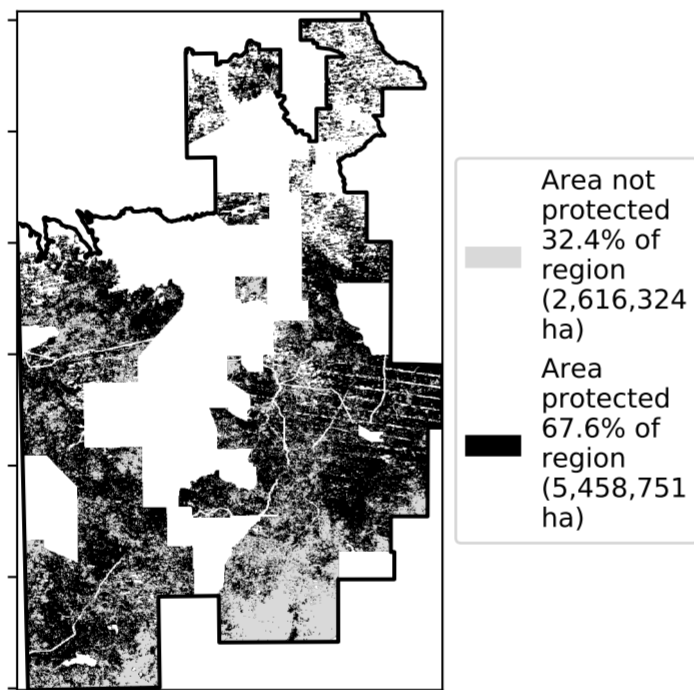 Area not
protected
32.4% of
region
(2,616,324
ha)
Area
protected
67.6% of
region
(5,458,751
ha)